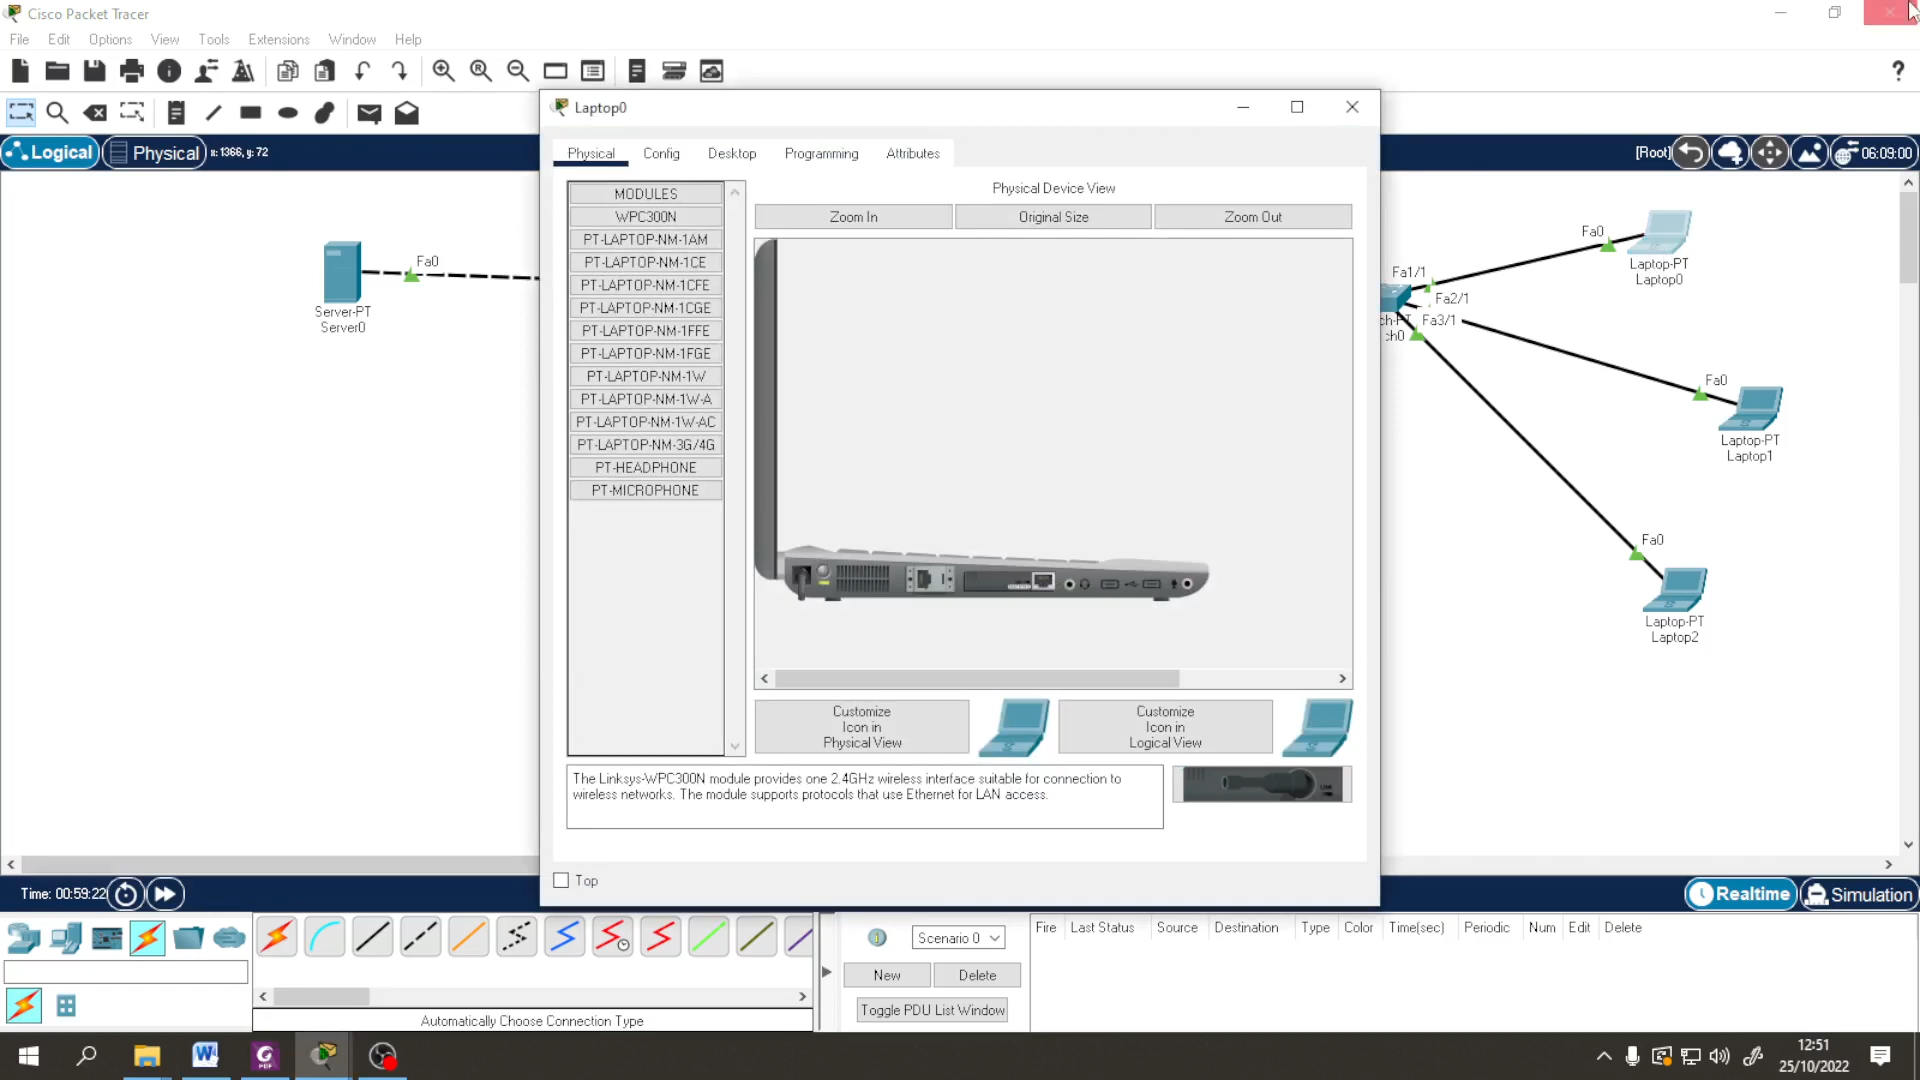 Cisco Packet Tracer
File Edit Options View Tools Extensions Window Help
?
Logical Physical x: 1366, y: 72
[Root] 06:09:00
Laptop0
Physical Config Desktop Programming Attributes
MODULES
WPC300N
PT-LAPTOP-NM-1AM
PT-LAPTOP-NM-1CE
PT-LAPTOP-NM-1CFE
PT-LAPTOP-NM-1CGE
PT-LAPTOP-NM-1FFE
PT-LAPTOP-NM-1FGE
PT-LAPTOP-NM-1W
PT-LAPTOP-NM-1W-A
PT-LAPTOP-NM-1W-AC
PT-LAPTOP-NM-3G/4G
PT-HEADPHONE
PT-MICROPHONE
Physical Device View
Zoom In Original Size Zoom Out
Customize
Icon in
Physical View
Customize
Icon in
Logical View
The Linksys-WPC300N module provides one 2.4GHz wireless interface suitable for connection to
wireless networks. The module supports protocols that use Ethernet for LAN access.
Top
Fa0
Server-PT
Server0
Fa0
Laptop-PT
Laptop0
Fa1/1
Fa2/1
Fa3/1
ch-PT
ch0
Fa0
Laptop-PT
Laptop1
Fa0
Laptop-PT
Laptop2
Time: 00:59:22
Realtime Simulation
Scenario 0
New Delete
Toggle PDU List Window
Fire Last Status Source Destination Type Color Time(sec) Periodic Num Edit Delete
Automatically Choose Connection Type
12:51
25/10/2022